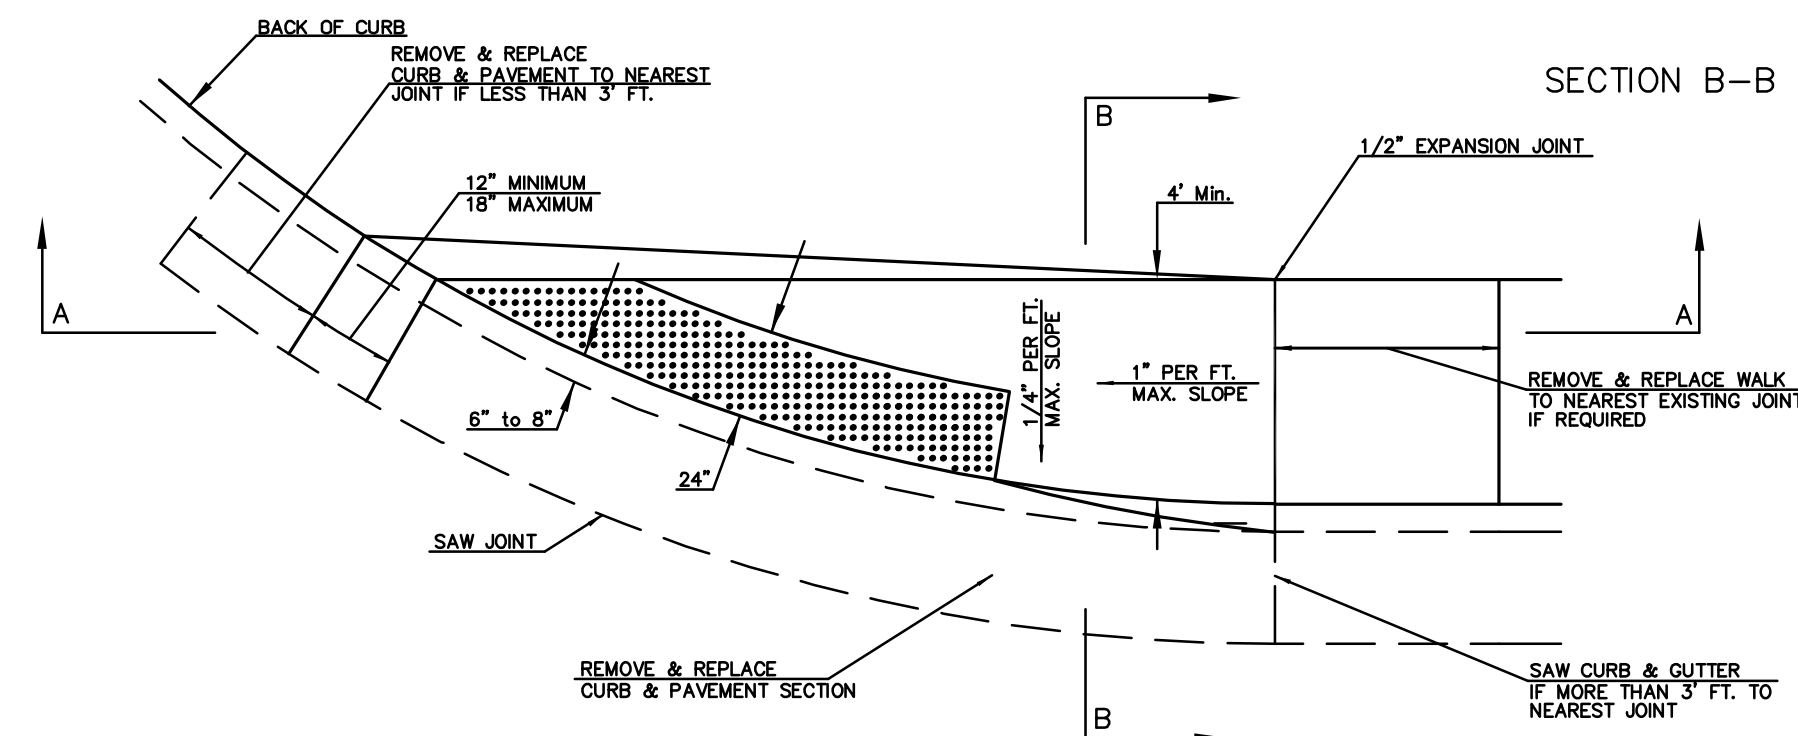 BACK OF CURB
REMOVE & REPLACE
CURB & PAVEMENT TO NEAREST
JOINT IF LESS THAN 3' FT.
SECTION B-B
B
1/2" EXPANSION JOINT
12" MINIMUM
18" MAXIMUM
4' Min.
A
A
1/4" PER FT.
MAX. SLOPE
1" PER FT.
MAX. SLOPE
REMOVE & REPLACE WALK
TO NEAREST EXISTING JOINT
IF REQUIRED
6" to 8"
24"
SAW JOINT
REMOVE & REPLACE
CURB & PAVEMENT SECTION
SAW CURB & GUTTER
IF MORE THAN 3' FT. TO
NEAREST JOINT
B